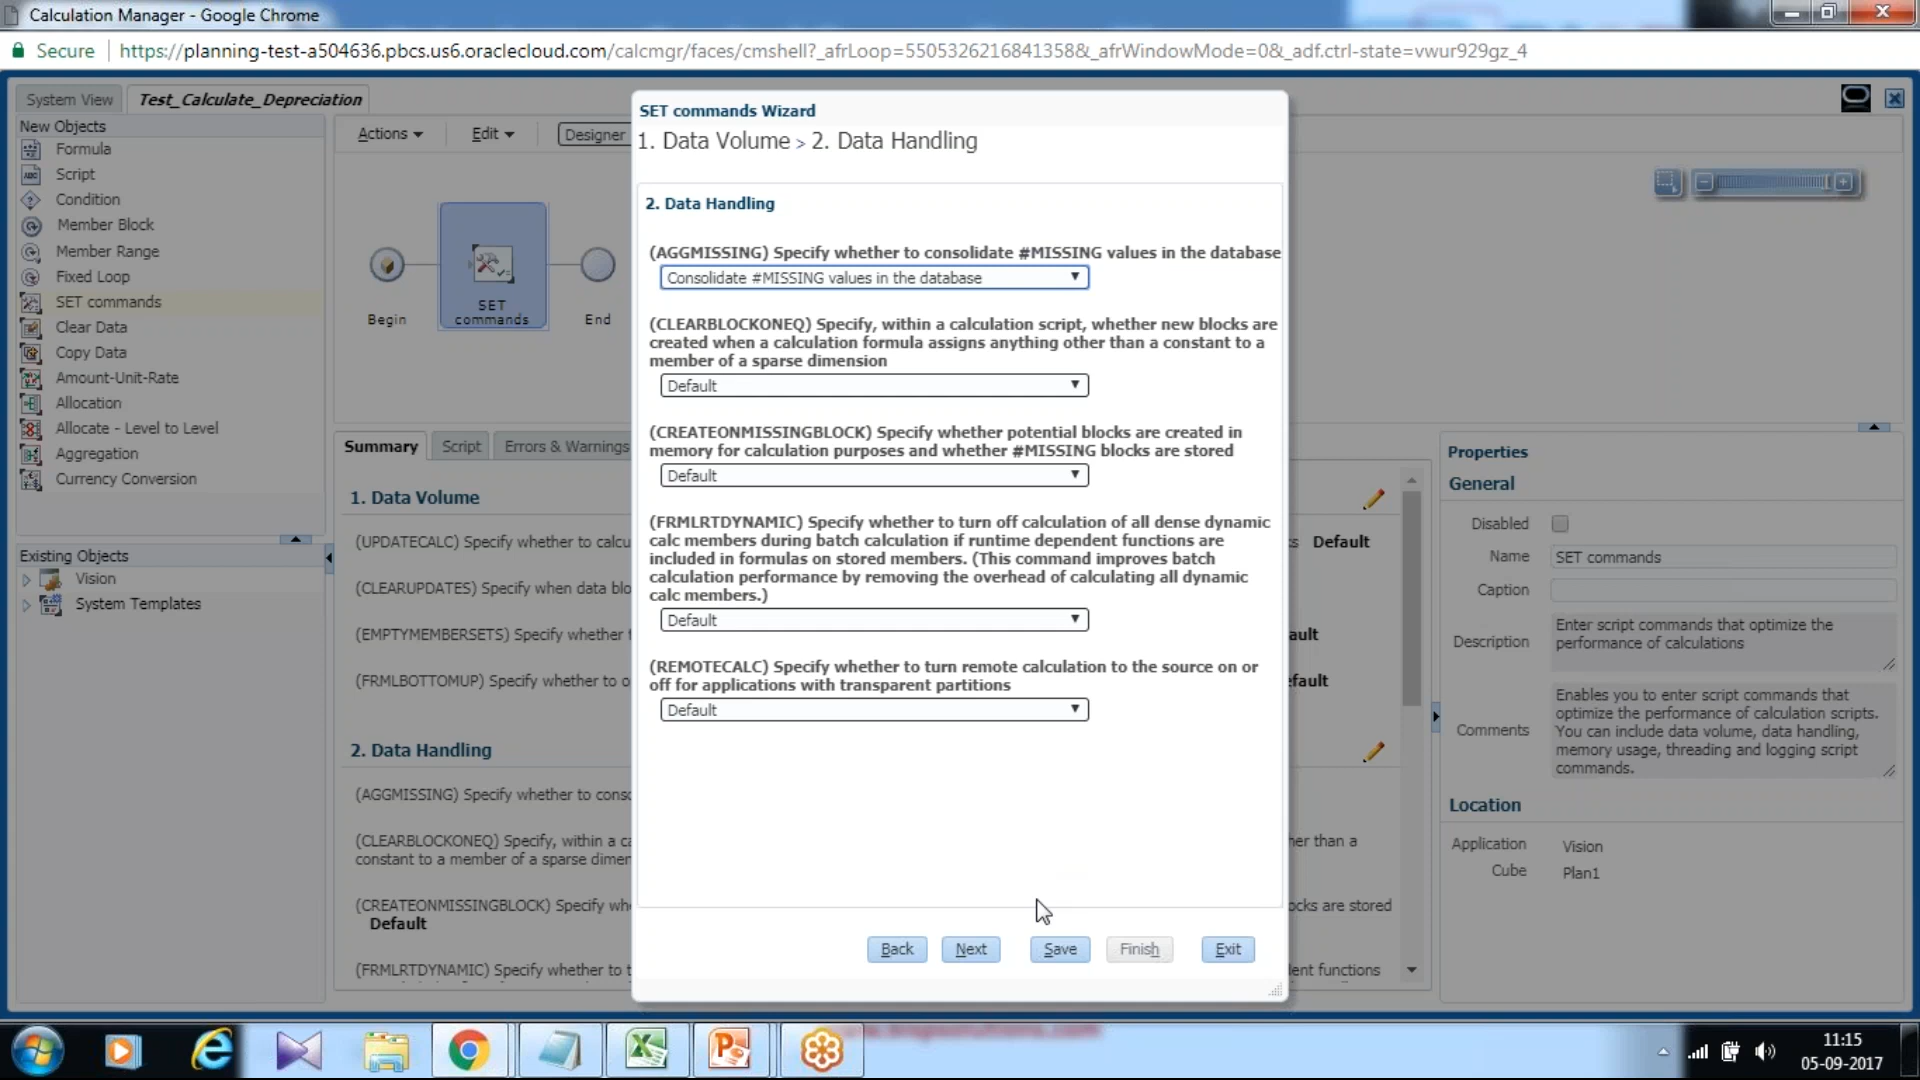 Calculation Manager - Google Chrome
Secure https://planning-test-a504636.pbcs.us6.oraclecloud.com/calcmgr/faces/cmshell?_afrLoop=5505326216841358&_afrWindowMode=0&_adf.ctrl-state=vwur929gz_4
System View
Test_Calculate_Depreciation
New Objects
Formula
Script
Condition
Member Block
Member Range
Fixed Loop
SET commands
Clear Data
Copy Data
Amount-Unit-Rate
Allocation
Allocate - Level to Level
Aggregation
Currency Conversion
Existing Objects
Vision
System Templates
Actions
Edit
Designer
Begin
SET
commands
End
Summary
Script
Errors & Warnings
1. Data Volume
(UPDATECALC) Specify whether to calcu
Default
(CLEARUPDATES) Specify when data blo
(EMPTYMEMBERSETS) Specify whether
ault
(FRMLBOTTOMUP) Specify whether to o
efault
2. Data Handling
(AGGMISSING) Specify whether to conso
(CLEARBLOCKONEQ) Specify, within a ca
her than a
constant to a member of a sparse dimen
(CREATEONMISSINGBLOCK) Specify whe
ocks are stored
Default
(FRMLRTDYNAMIC) Specify whether to t
lent functions
SET commands Wizard
1. Data Volume > 2. Data Handling
2. Data Handling
(AGGMISSING) Specify whether to consolidate #MISSING values in the database
Consolidate #MISSING values in the database
(CLEARBLOCKONEQ) Specify, within a calculation script, whether new blocks are
created when a calculation formula assigns anything other than a constant to a
member of a sparse dimension
Default
(CREATEONMISSINGBLOCK) Specify whether potential blocks are created in
memory for calculation purposes and whether #MISSING blocks are stored
Default
(FRMLRTDYNAMIC) Specify whether to turn off calculation of all dense dynamic
calc members during batch calculation if runtime dependent functions are
included in formulas on stored members. (This command improves batch
calculation performance by removing the overhead of calculating all dynamic
calc members.)
Default
(REMOTECALC) Specify whether to turn remote calculation to the source on or
off for applications with transparent partitions
Default
Back
Next
Save
Finish
Exit
Properties
General
Disabled
Name SET commands
Caption
Description
Enter script commands that optimize the
performance of calculations
Comments
Enables you to enter script commands that
optimize the performance of calculation scripts.
You can include data volume, data handling,
memory usage, threading and logging script
commands.
Location
Application Vision
Cube Plan1
11:15
05-09-2017